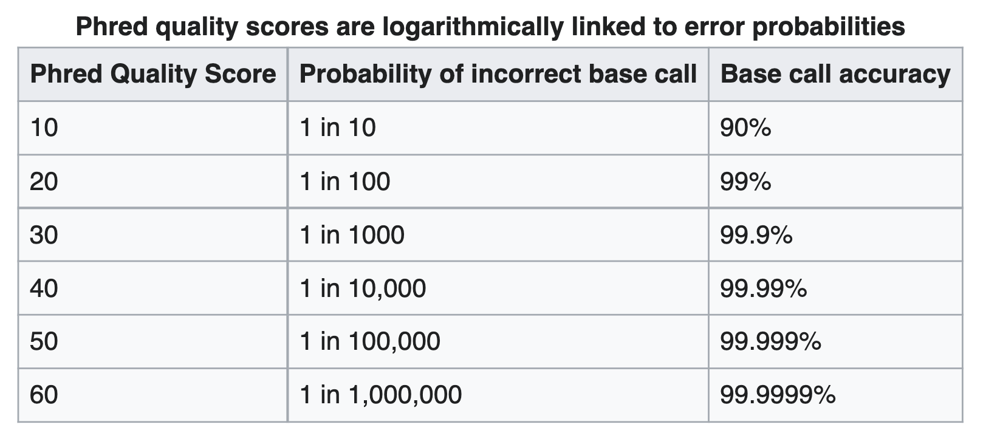 Phred quality scores are logarithmically linked to error probabilities
Phred Quality Score Probability of incorrect base call Base call accuracy
10 1 in 10 90%
20 1 in 100 99%
30 1 in 1000 99.9%
40 1 in 10,000 99.99%
50 1 in 100,000 99.999%
60 1 in 1,000,000 99.9999%